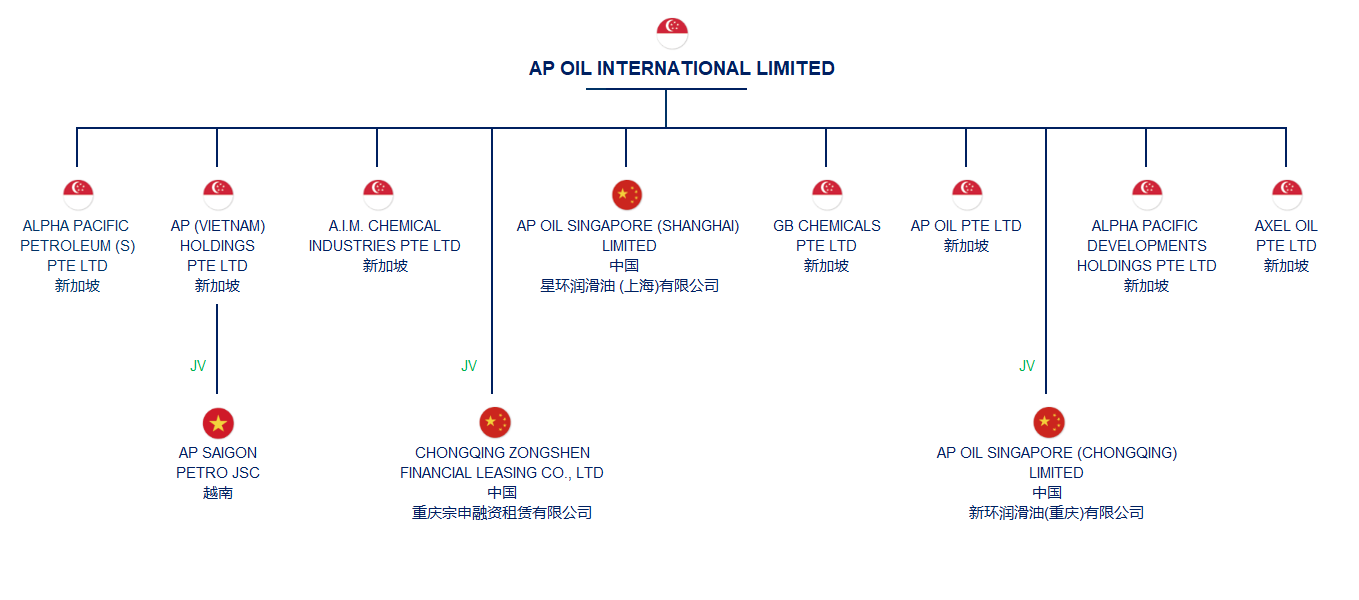 AP OIL INTERNATIONAL LIMITED
ALPHA PACIFIC
PETROLEUM (S)
PTE LTD
新加坡
AP (VIETNAM)
HOLDINGS
PTE LTD
新加坡
A.I.M. CHEMICAL
INDUSTRIES PTE LTD
新加坡
AP OIL SINGAPORE (SHANGHAI)
LIMITED
中国
星环润滑油 (上海)有限公司
GB CHEMICALS
PTE LTD
新加坡
AP OIL PTE LTD
新加坡
ALPHA PACIFIC
DEVELOPMENTS
HOLDINGS PTE LTD
新加坡
AXEL OIL
PTE LTD
新加坡
JV
AP SAIGON
PETRO JSC
越南
JV
CHONGQING ZONGSHEN
FINANCIAL LEASING CO., LTD
中国
重庆宗申融资租赁有限公司
JV
AP OIL SINGAPORE (CHONGQING)
LIMITED
中国
新环润滑油(重庆)有限公司